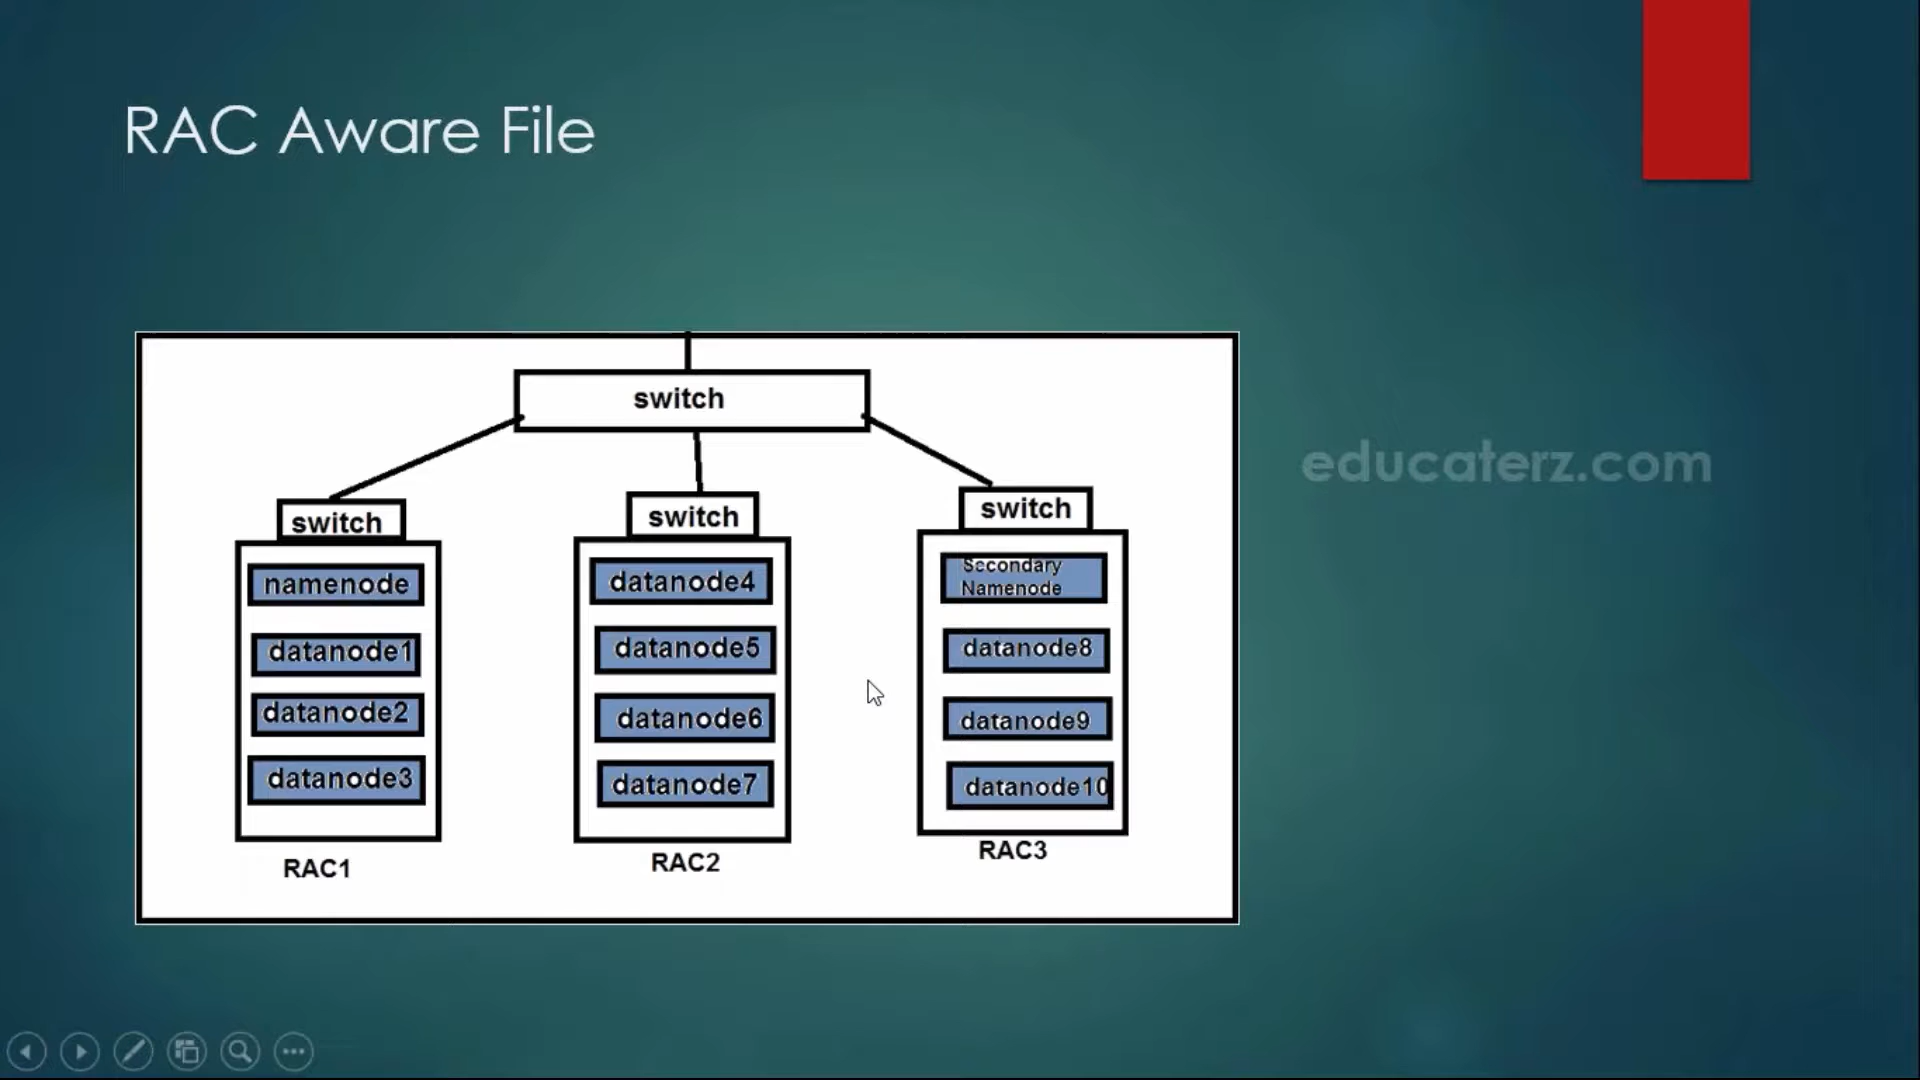 RAC Aware File
switch
educaterz.com
switch
switch
switch
namenode
datanode1
datanode2
datanode3
RAC1
datanode4
datanode5
datanode6
datanode7
RAC2
Secondary
Namenode
datanode8
datanode9
datanode10
RAC3